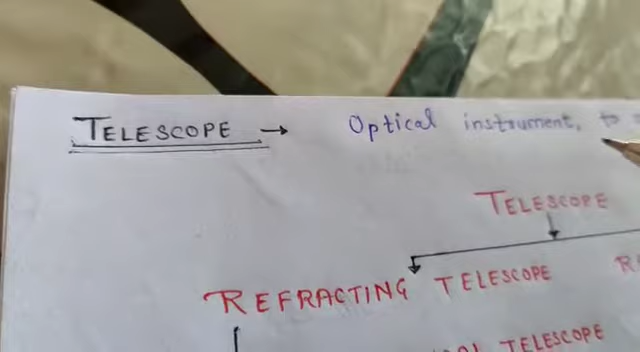 TELESCOPE → Optical instrument, to
TELESCOPE
REFRACTING TELESCOPE
TELESCOPE